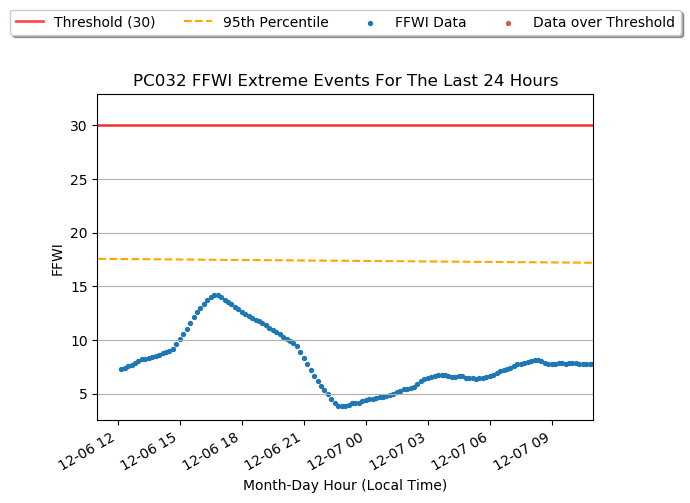 Threshold (30) 95th Percentile FFWI Data Data over Threshold
PC032 FFWI Extreme Events For The Last 24 Hours
30
25
20
15
10
5
FFWI
12-06 12 12-06 15 12-06 18 12-06 21 12-07 00 12-07 03 12-07 06 12-07 09
Month-Day Hour (Local Time)